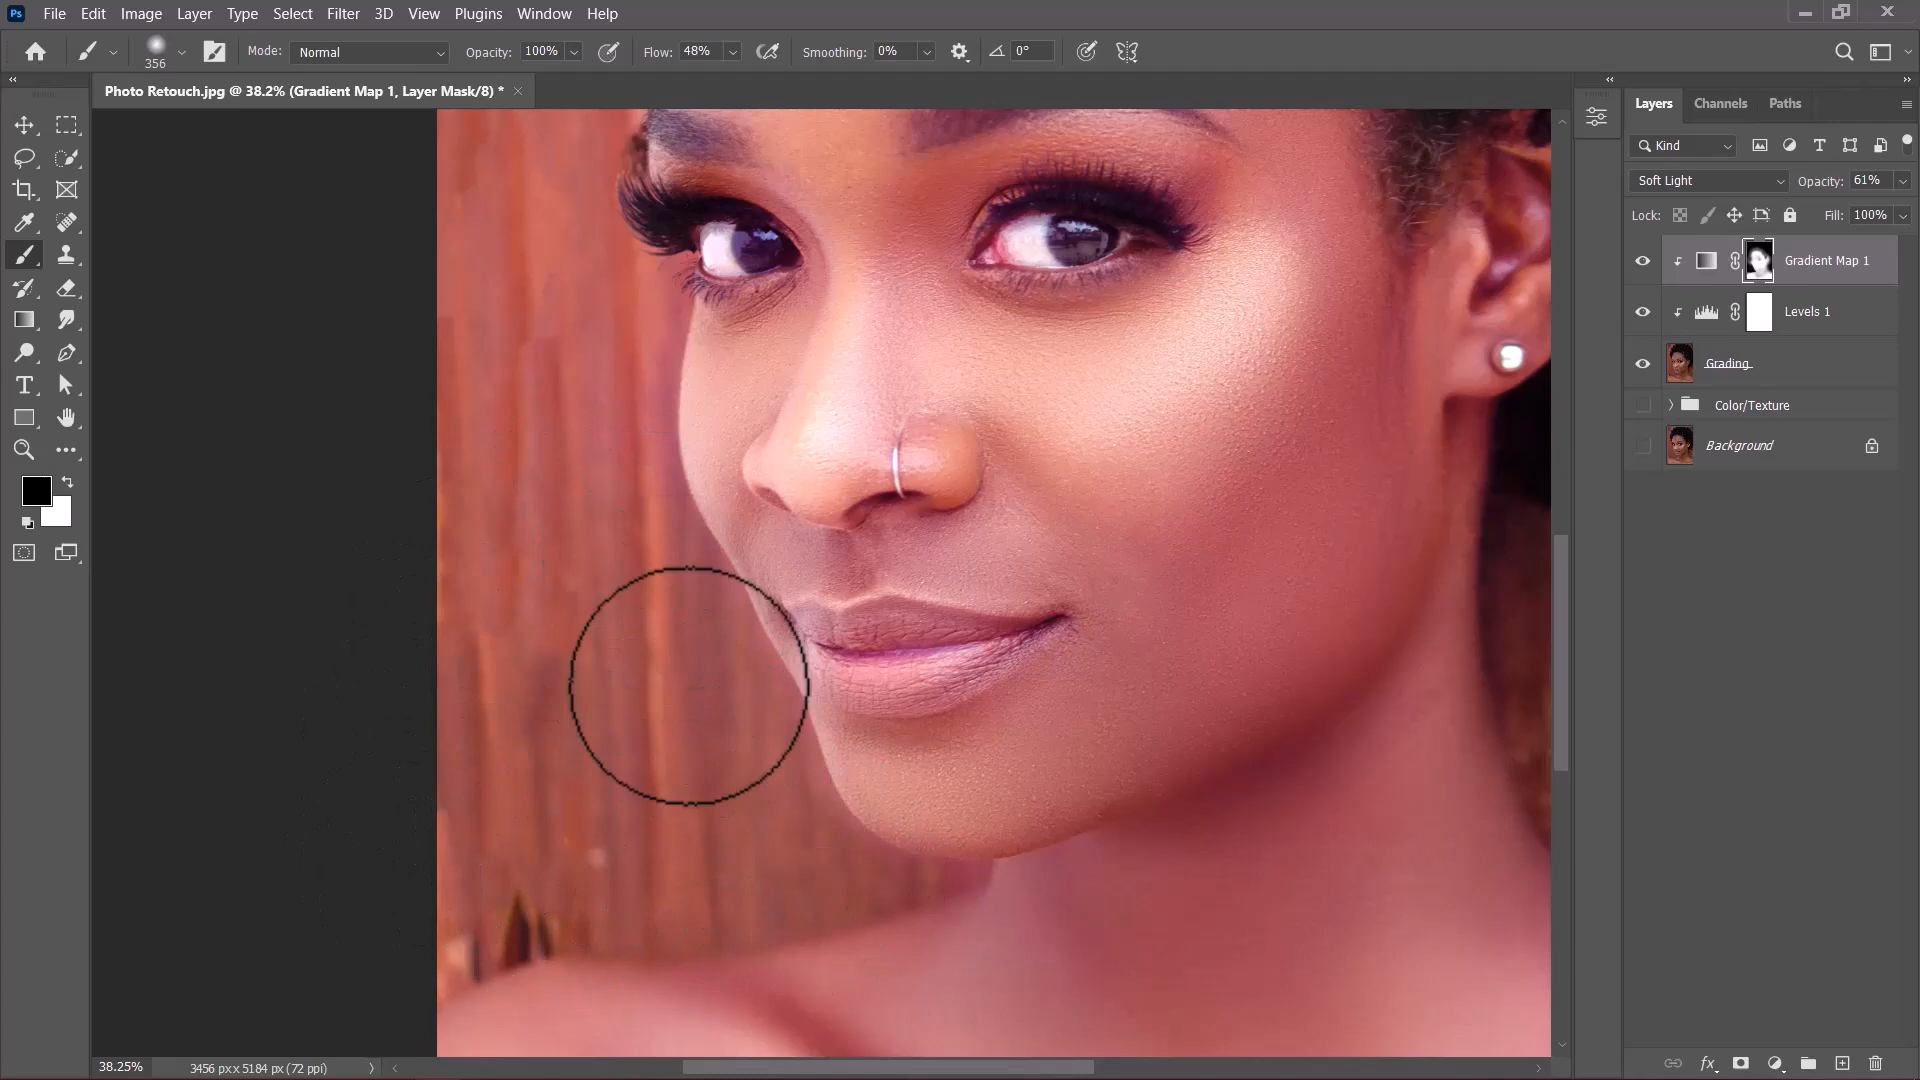 Ps File Edit Image Layer Type Select Filter 3D View Plugins Window Help
356 Mode: Normal Opacity: 100% Flow: 48% Smoothing: 0% 0°
Photo Retouch.jpg @ 38.2% (Gradient Map 1, Layer Mask/8) *
Layers Channels Paths
Kind
Soft Light Opacity: 61%
Lock: Fill: 100%
Gradient Map 1
Levels 1
Grading
Color/Texture
Background
38.25% 3456 px x 5184 px (72 ppi)
fx